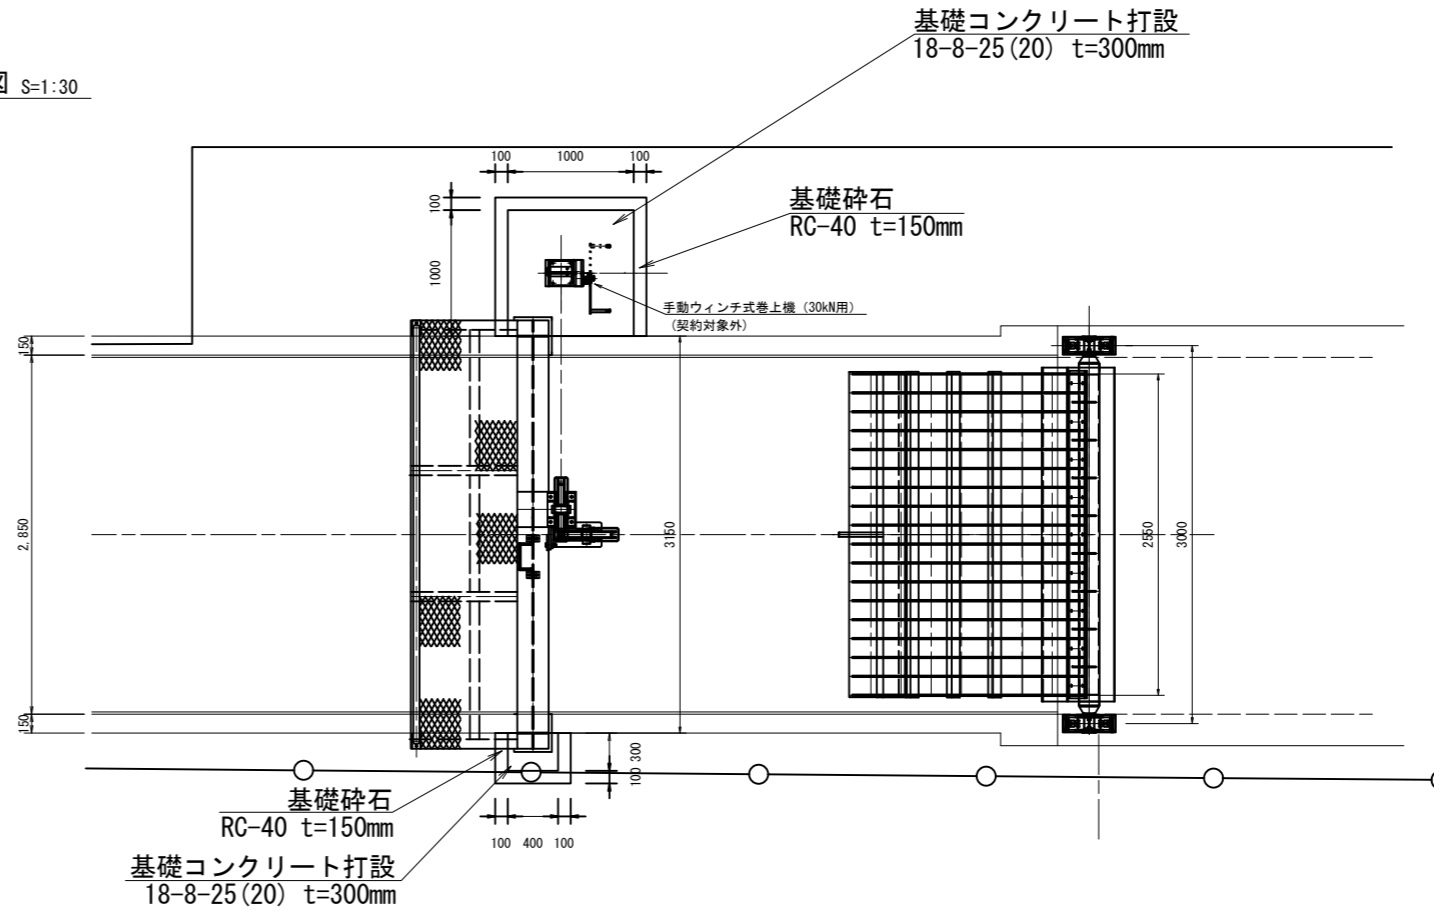 基礎コンクリート打設
18-8-25(20) t=300mm
図 S=1:30
100 1000 100
基礎砕石
RC-40 t=150mm
100
1000
手動ウィンチ式巻上機（30kN用）
（契約対象外）
150
2,850
150
3150
2550
3000
300
100
基礎砕石
RC-40 t=150mm
100 400 100
基礎コンクリート打設
18-8-25(20) t=300mm